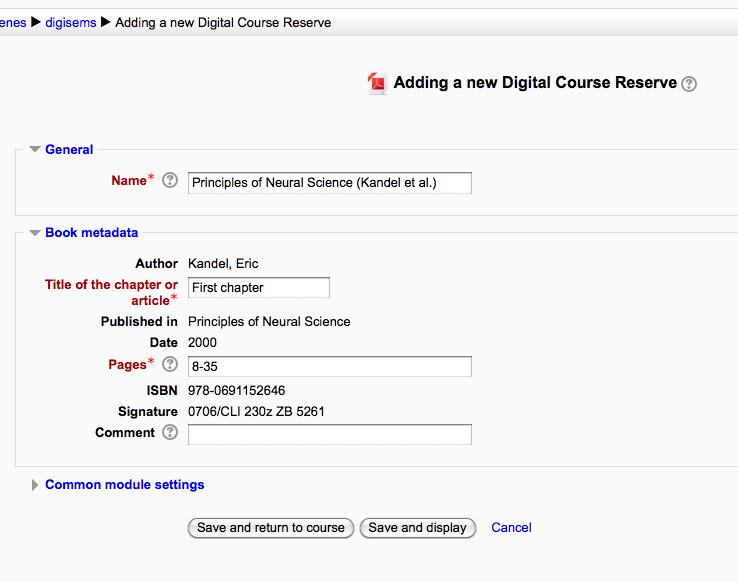 enes ▶ digisems ▶ Adding a new Digital Course Reserve
Adding a new Digital Course Reserve
General
Name* Principles of Neural Science (Kandel et al.)
Book metadata
Author Kandel, Eric
Title of the chapter or
article* First chapter
Published in Principles of Neural Science
Date 2000
Pages* 8-35
ISBN 978-0691152646
Signature 0706/CLI 230z ZB 5261
Comment
Common module settings
Save and return to course Save and display Cancel